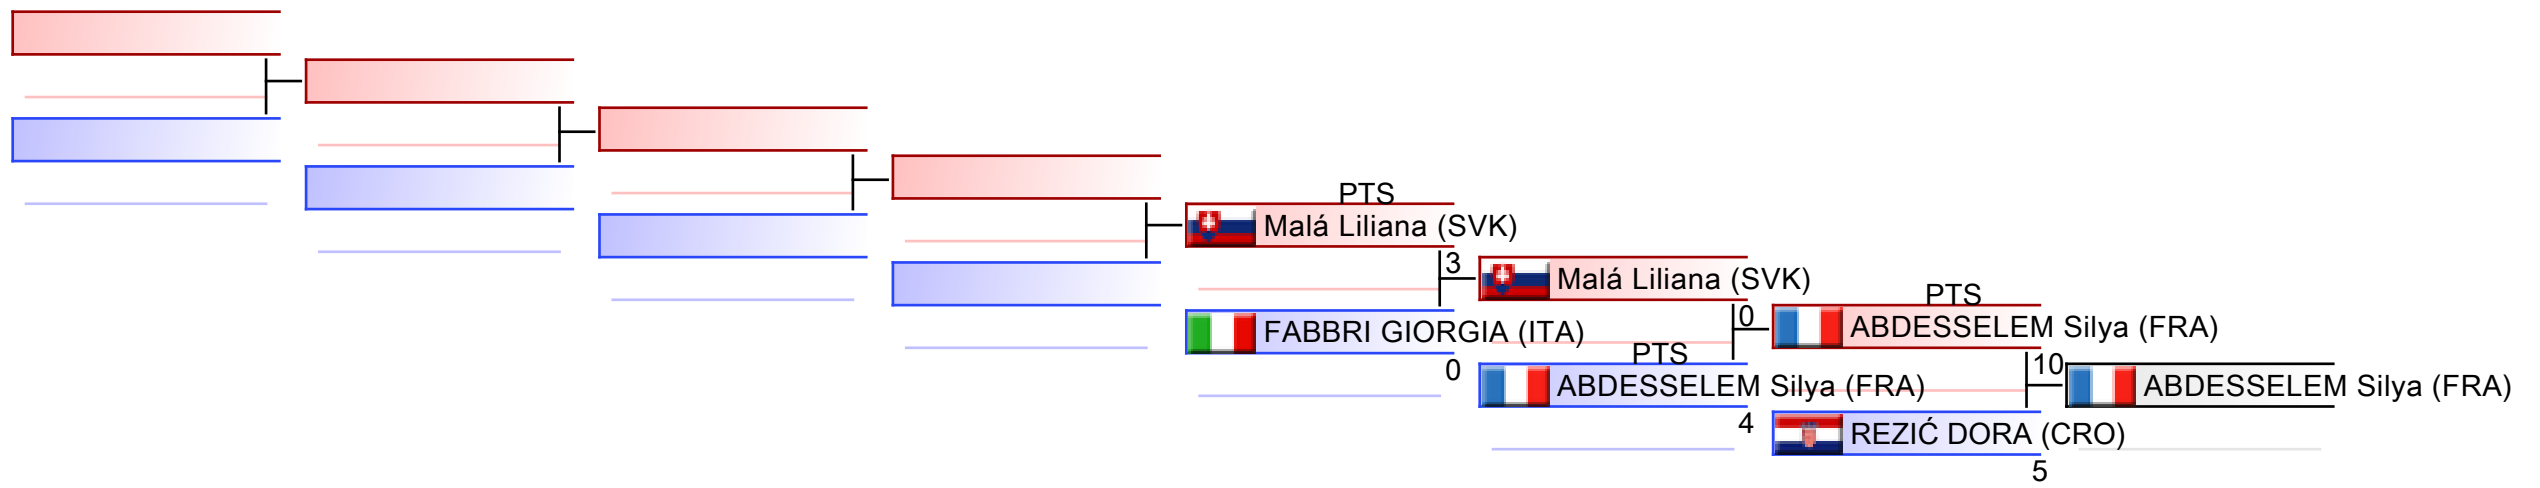 PTS
Malá Liliana (SVK)
3
FABBRI GIORGIA (ITA)
0
Malá Liliana (SVK)
0
PTS
ABDESSELEM Silya (FRA)
4
PTS
ABDESSELEM Silya (FRA)
10
REZIĆ DORA (CRO)
5
ABDESSELEM Silya (FRA)